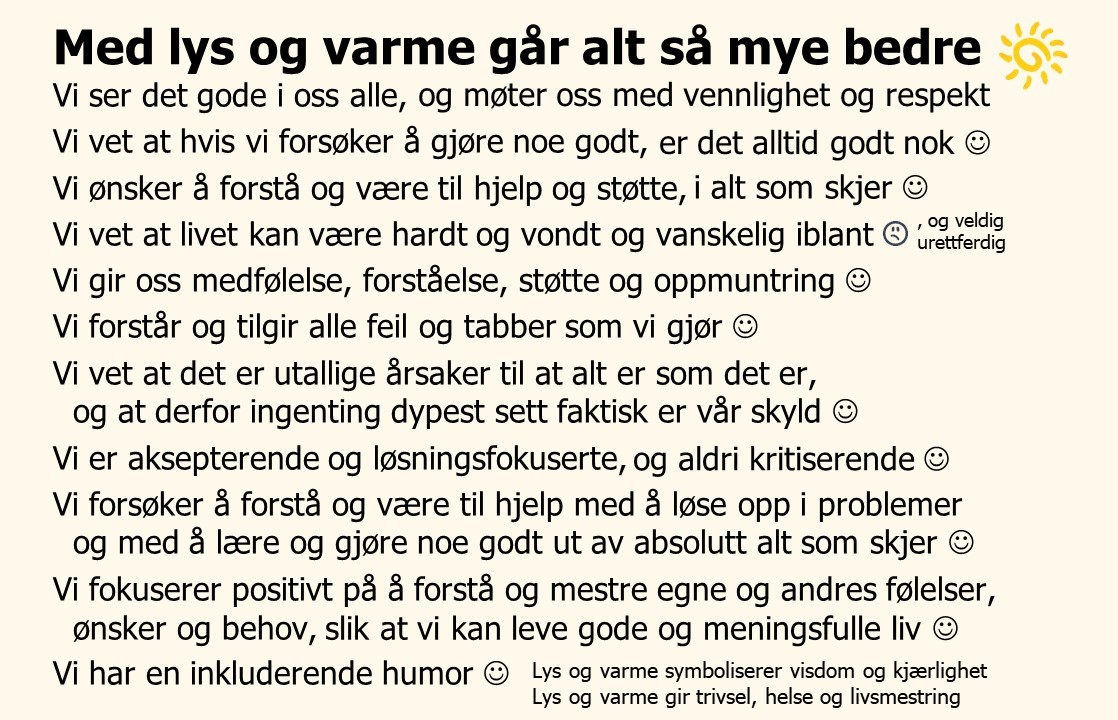 Med lys og varme går alt så mye bedre
Vi ser det gode i oss alle, og møter oss med vennlighet og respekt
Vi vet at hvis vi forsøker å gjøre noe godt, er det alltid godt nok ☺
Vi ønsker å forstå og være til hjelp og støtte, i alt som skjer ☺
Vi vet at livet kan være hardt og vondt og vanskelig iblant ☹ , og veldig
urettferdig
Vi gir oss medfølelse, forståelse, støtte og oppmuntring ☺
Vi forstår og tilgir alle feil og tabber som vi gjør ☺
Vi vet at det er utallige årsaker til at alt er som det er,
og at derfor ingenting dypest sett faktisk er vår skyld ☺
Vi er aksepterende og løsningsfokuserte, og aldri kritiserende ☺
Vi forsøker å forstå og være til hjelp med å løse opp i problemer
og med å lære og gjøre noe godt ut av absolutt alt som skjer ☺
Vi fokuserer positivt på å forstå og mestre egne og andres følelser,
ønsker og behov, slik at vi kan leve gode og meningsfulle liv ☺
Vi har en inkluderende humor ☺
Lys og varme symboliserer visdom og kjærlighet
Lys og varme gir trivsel, helse og livsmestring